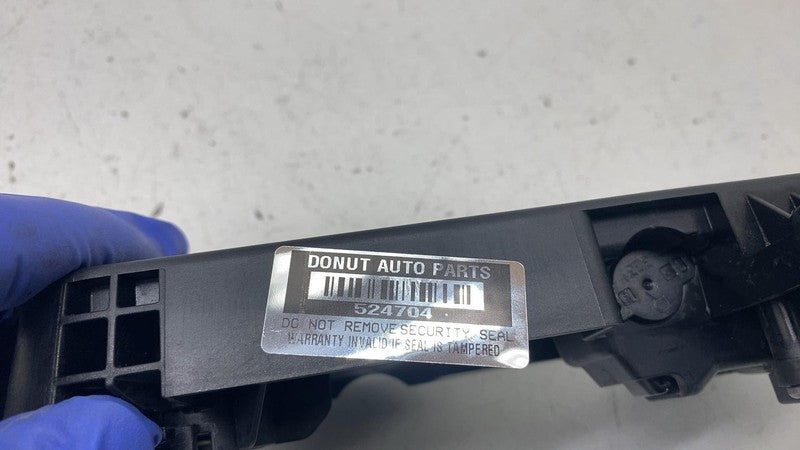 DONUT AUTO PARTS
524704
DO NOT REMOVE SECURITY SEAL
WARRANTY INVALID IF SEAL IS TAMPERED